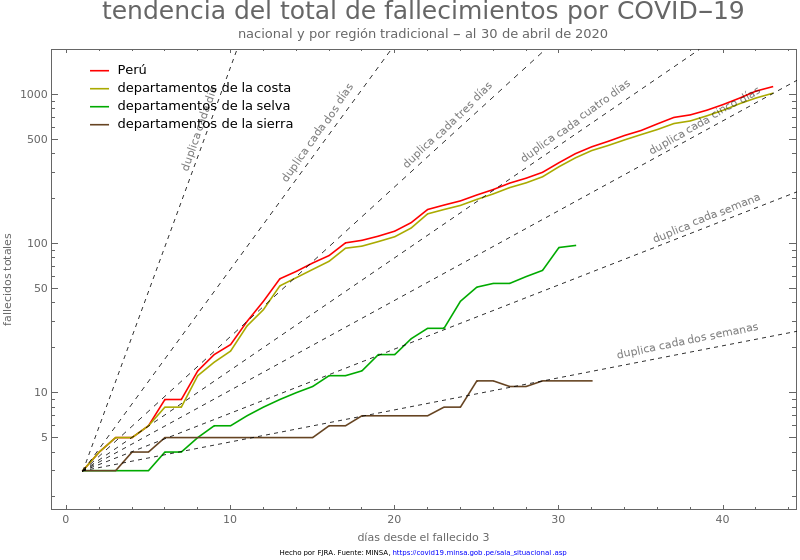 tendencia del total de fallecimientos por COVID−19
nacional y por región tradicional − al 30 de abril de 2020
Perú
departamentos de la costa
departamentos de la selva
departamentos de la sierra
duplica cada día
duplica cada dos días
duplica cada tres días
duplica cada cuatro días
duplica cada cinco días
duplica cada semana
duplica cada dos semanas
fallecidos totales
1000
500
100
50
10
5
0 10 20 30 40
días desde el fallecido 3
Hecho por FJRA. Fuente: MINSA, https://covid19.minsa.gob.pe/sala_situacional.asp